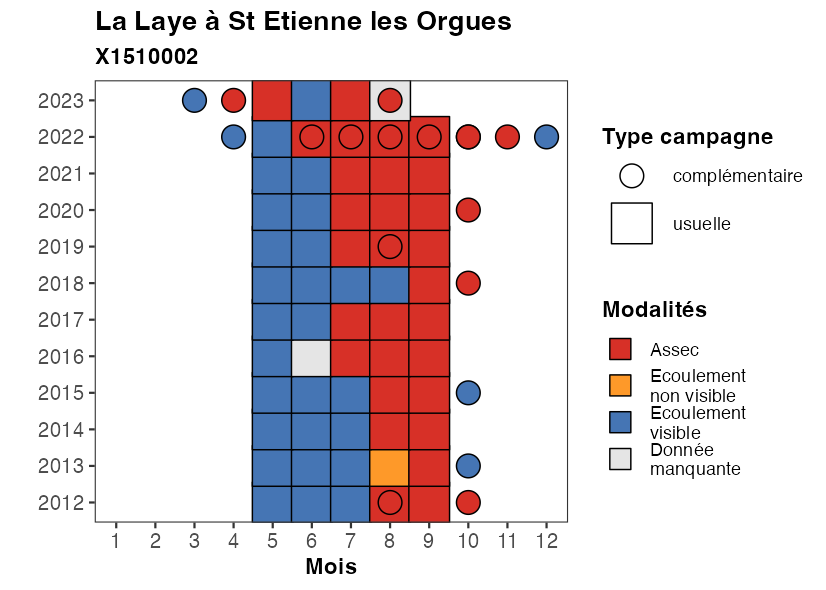 La Laye à St Etienne les Orgues
X1510002
2023
2022
2021
2020
2019
2018
2017
2016
2015
2014
2013
2012
1 2 3 4 5 6 7 8 9 10 11 12
Mois
Type campagne
complémentaire
usuelle
Modalités
Assec
Ecoulement
non visible
Ecoulement
visible
Donnée
manquante